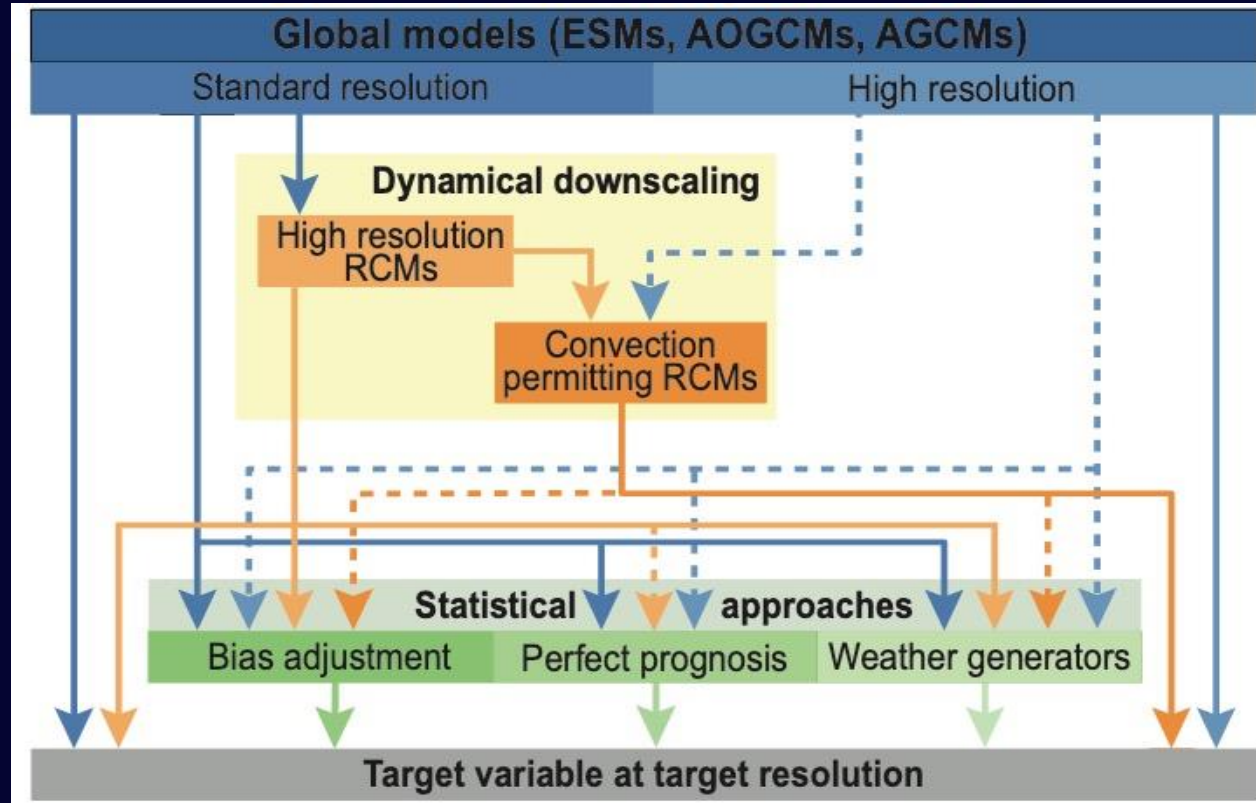 Global models (ESMs, AOGCMs, AGCMs)
Standard resolution
High resolution
Dynamical downscaling
High resolution
RCMs
Convection
permitting RCMs
Statistical approaches
Bias adjustment
Perfect prognosis
Weather generators
Target variable at target resolution